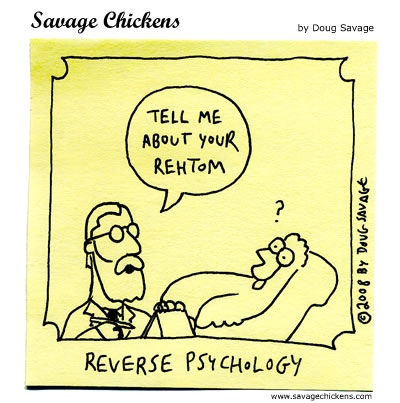 Savage Chickens
by Doug Savage
TELL ME
ABOUT YOUR
REHTOM
?
©2008 BY DOUG SAVAGE
REVERSE PSYCHOLOGY
www.savagechickens.com